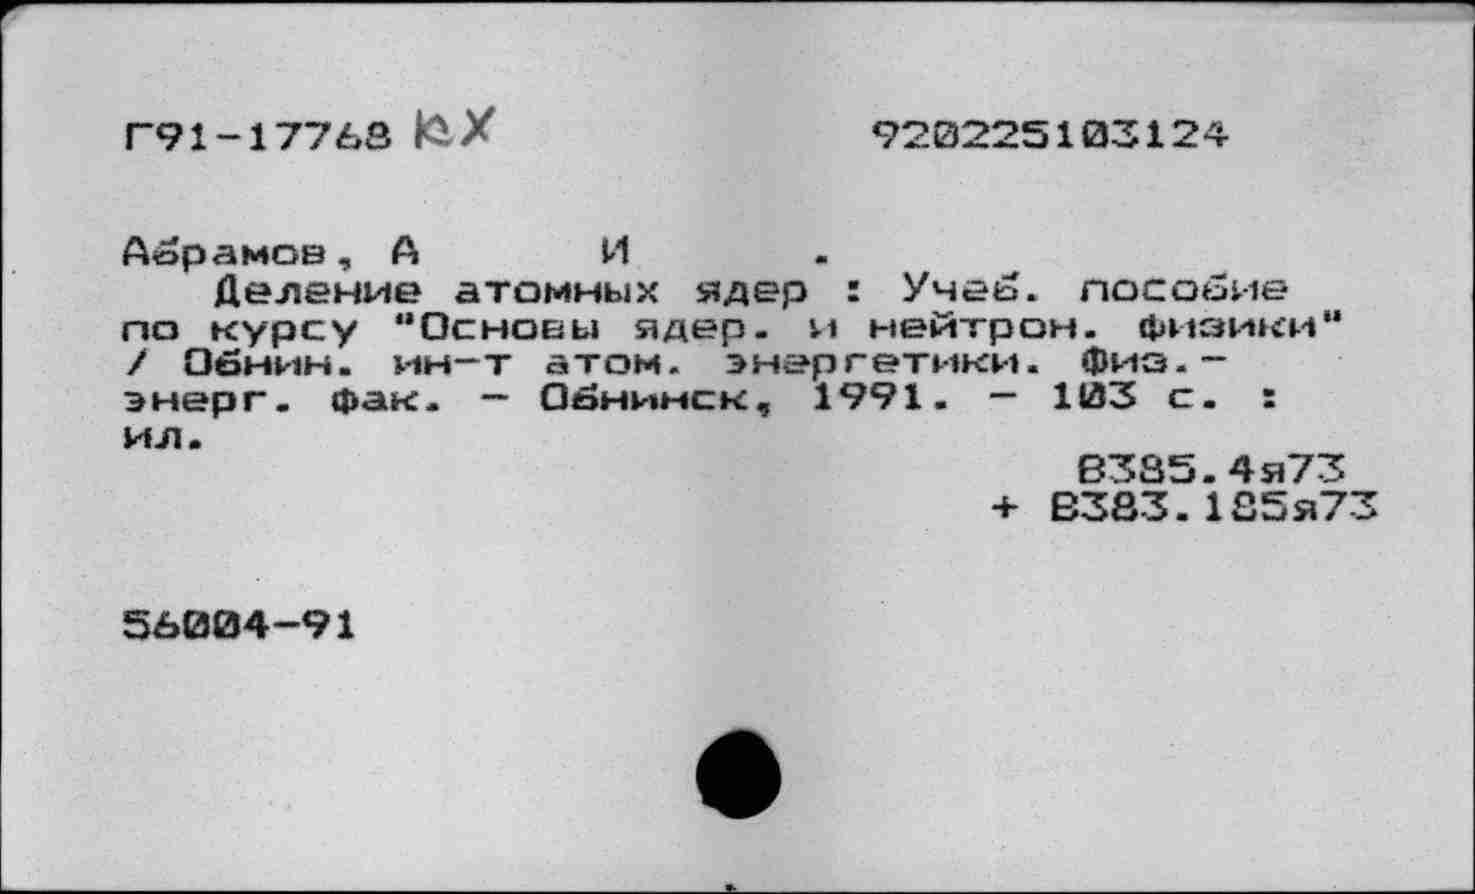 Г91-17768 кХ 920225103124
Абрамов, А И .
Деление атомных ядер : Учеб. пособие
по курсу "Основы ядер. и нейтрон. физики"
/ Обнин. ин-т атом. энергетики. Физ.-
энерг. фак. - Обнинск, 1991. - 103 с. :
ил.
В385.4я73
+ В383.185я73
56004-91